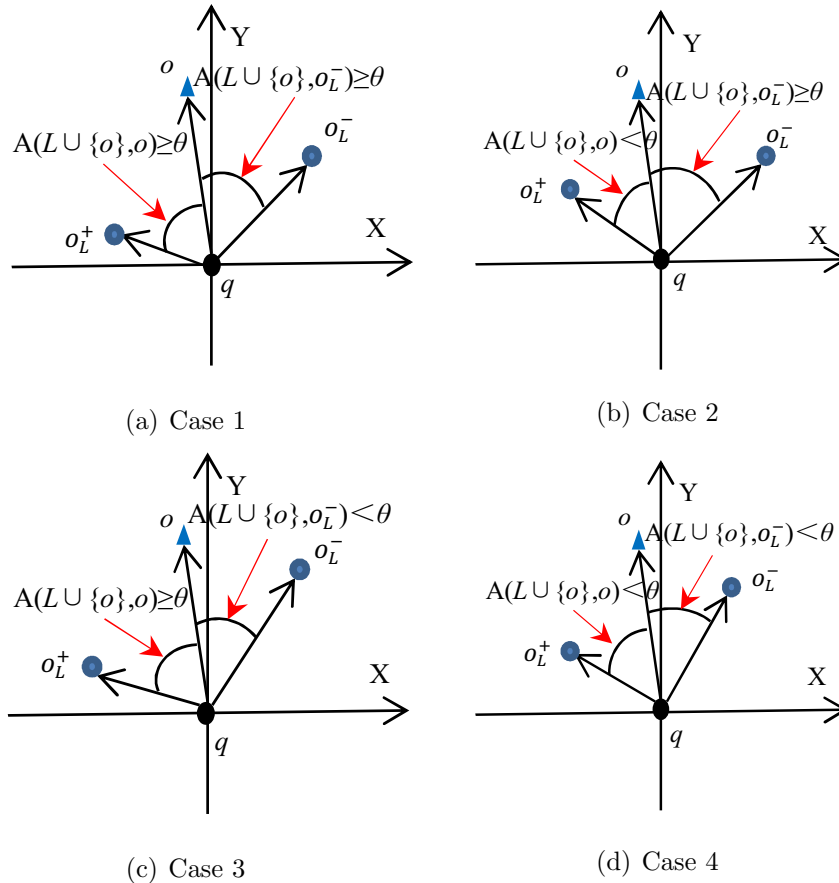 Y
o
A(L ∪ {o},o_L^-)≥θ
o_L^-
A(L ∪ {o},o)≥θ
o_L^+
X
q
(a) Case 1
Y
o
A(L ∪ {o},o_L^-)≥θ
o_L^-
A(L ∪ {o},o)<θ
o_L^+
X
q
(b) Case 2
Y
o
A(L ∪ {o},o_L^-)<θ
o_L^-
A(L ∪ {o},o)≥θ
o_L^+
X
q
(c) Case 3
Y
o
A(L ∪ {o},o_L^-)<θ
o_L^-
A(L ∪ {o},o)<θ
o_L^+
X
q
(d) Case 4